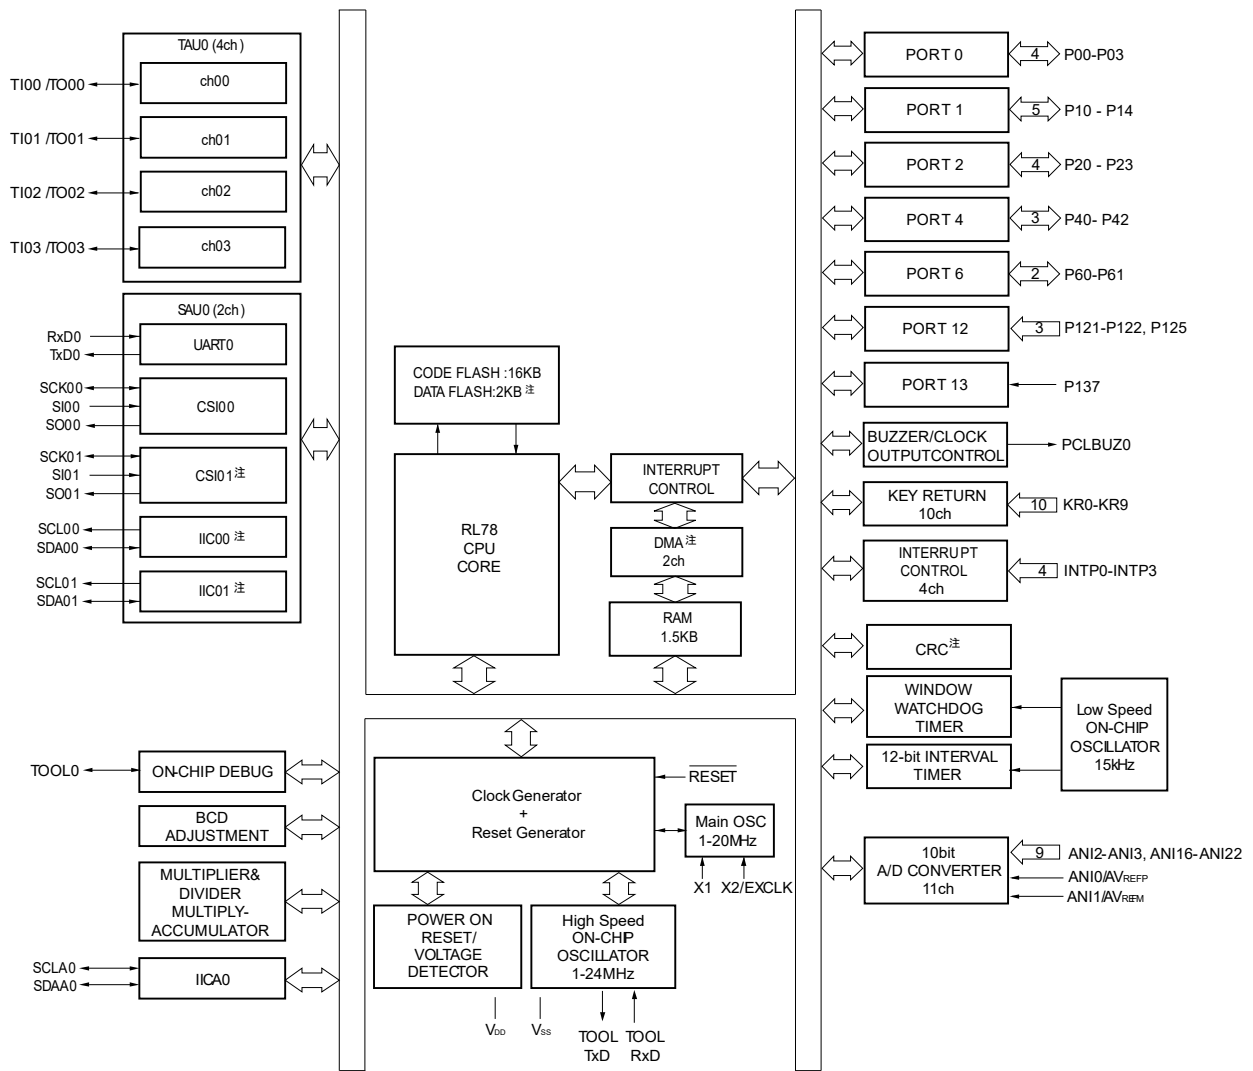 TAU0 (4ch)
ch00
TI00 /TO00
ch01
TI01 /TO01
ch02
TI02 /TO02
ch03
TI03 /TO03
SAU0 (2ch)
RxD0
TxD0
UART0
SCK00
SI00
SO00
CSI00
SCK01
SI01
SO01
CSI01注
SCL00
SDA00
IIC00 注
SCL01
SDA01
IIC01 注
TOOL0
ON-CHIP DEBUG
BCD
ADJUSTMENT
MULTIPLIER&
DIVIDER
MULTIPLY-
ACCUMULATOR
SCLA0
SDAA0
IICA0
CODE FLASH :16KB
DATA FLASH:2KB 注
RL78
CPU
CORE
INTERRUPT
CONTROL
DMA注
2ch
RAM
1.5KB
Clock Generator
+
Reset Generator
RESET
Main OSC
1-20MHz
X1
X2/EXCLK
POWER ON
RESET/
VOLTAGE
DETECTOR
High Speed
ON-CHIP
OSCILLATOR
1-24MHz
VDD
VSS
TOOL
TxD
TOOL
RxD
PORT 0
4
P00-P03
PORT 1
5
P10 - P14
PORT 2
4
P20 - P23
PORT 4
3
P40- P42
PORT 6
2
P60-P61
PORT 12
3
P121-P122, P125
PORT 13
P137
BUZZER/CLOCK
OUTPUTCONTROL
PCLBUZ0
KEY RETURN
10ch
10
KR0-KR9
INTERRUPT
CONTROL
4ch
4
INTP0-INTP3
CRC注
WINDOW
WATCHDOG
TIMER
12-bit INTERVAL
TIMER
Low Speed
ON-CHIP
OSCILLATOR
15kHz
10bit
A/D CONVERTER
11ch
9
ANI2-ANI3, ANI16-ANI22
ANI0/AVREFP
ANI1/AVREFM